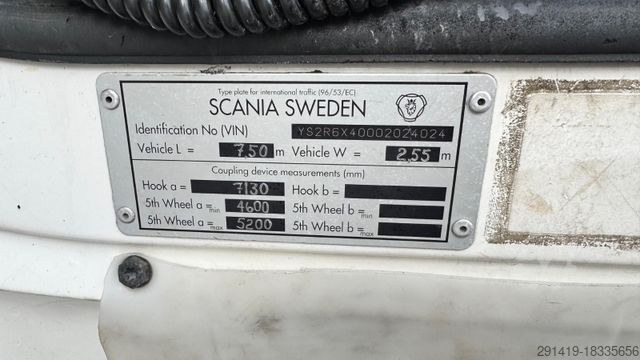 Type plate for international traffic (96/53/EC)
SCANIA SWEDEN
Identification No (VIN) YS2R6X40002024024
Vehicle L = 7.50 m Vehicle W = 2.55 m
Coupling device measurements (mm)
Hook a = 7130 Hook b =
5th Wheel a min = 4600 5th Wheel b min =
5th Wheel a max = 5200 5th Wheel b max =
291419-18335656